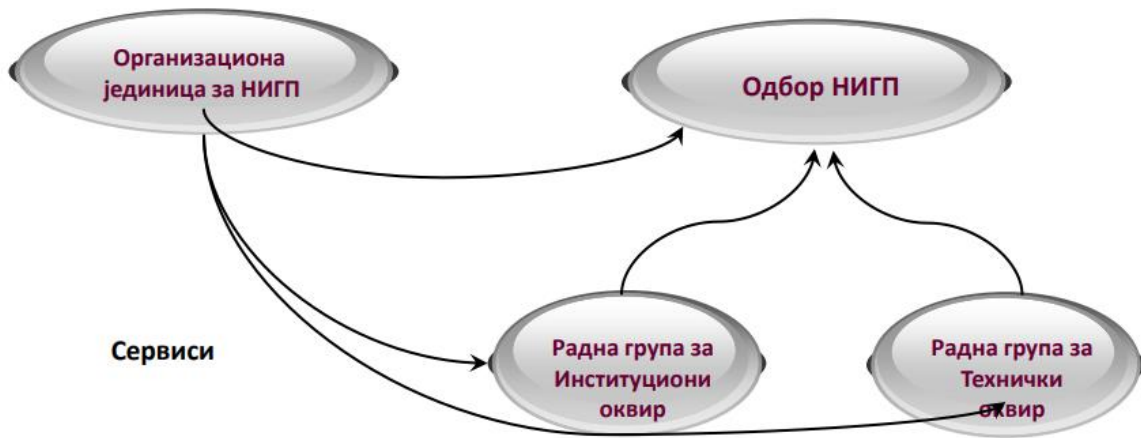 Организациона
јединица за НИГП
Одбор НИГП
Сервиси
Радна група за
Институциони
оквир
Радна група за
Технички
оквир